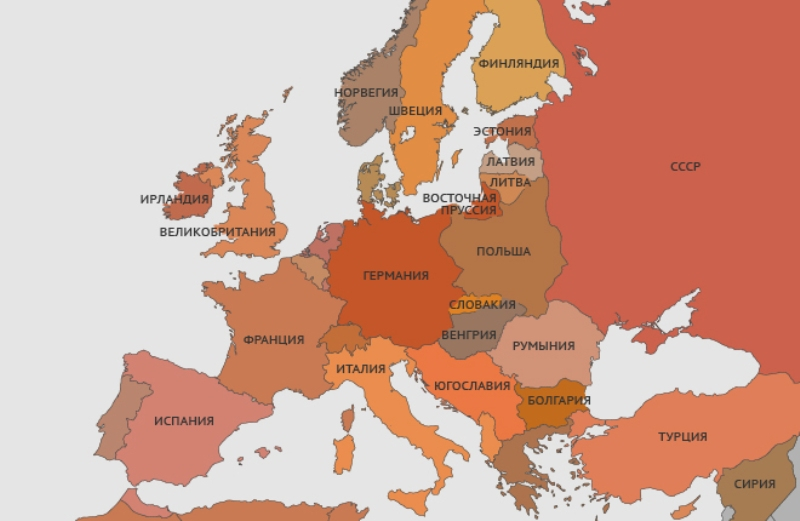 ФИНЛЯНДИЯ
НОРВЕГИЯ
ШВЕЦИЯ
ЭСТОНИЯ
СССР
ЛАТВИЯ
ЛИТВА
ИРЛАНДИЯ
ВОСТОЧНАЯ
ПРУССИЯ
ВЕЛИКОБРИТАНИЯ
ПОЛЬША
ГЕРМАНИЯ
СЛОВАКИЯ
ВЕНГРИЯ
ФРАНЦИЯ
РУМЫНИЯ
ИТАЛИЯ
ЮГОСЛАВИЯ
БОЛГАРИЯ
ИСПАНИЯ
ТУРЦИЯ
СИРИЯ